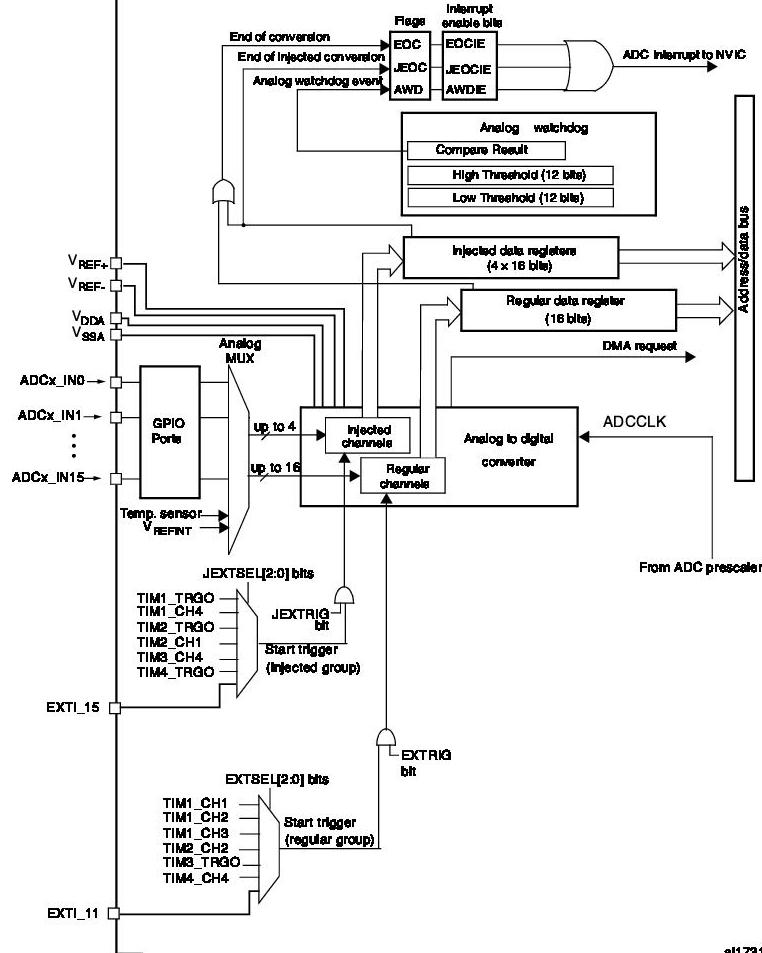 Flags
Interrupt
enable bits
End of conversion
EOC
EOCIE
End of injected conversion
JEOC
JEOCIE
ADC Interrupt to NVIC
Analog watchdog event
AWD
AWDIE
Analog watchdog
Compare Result
High Threshold (12 bits)
Low Threshold (12 bits)
Address/data bus
Injected data registers
(4 x 16 bits)
Regular data register
(16 bits)
DMA request
VREF+
VREF-
VDDA
VSSA
Analog
MUX
ADCx_IN0
ADCx_IN1
ADCx_IN15
GPIO
Ports
up to 4
up to 16
Injected
channels
Regular
channels
Analog to digital
converter
ADCCLK
Temp. sensor
VREFINT
From ADC prescaler
JEXTSEL[2:0] bits
TIM1_TRGO
TIM1_CH4
TIM2_TRGO
TIM2_CH1
TIM3_CH4
TIM4_TRGO
JEXTRIG
bit
Start trigger
(injected group)
EXTI_15
EXTRIG
bit
EXTSEL[2:0] bits
TIM1_CH1
TIM1_CH2
TIM1_CH3
TIM2_CH2
TIM3_TRGO
TIM4_CH4
Start trigger
(regular group)
EXTI_11